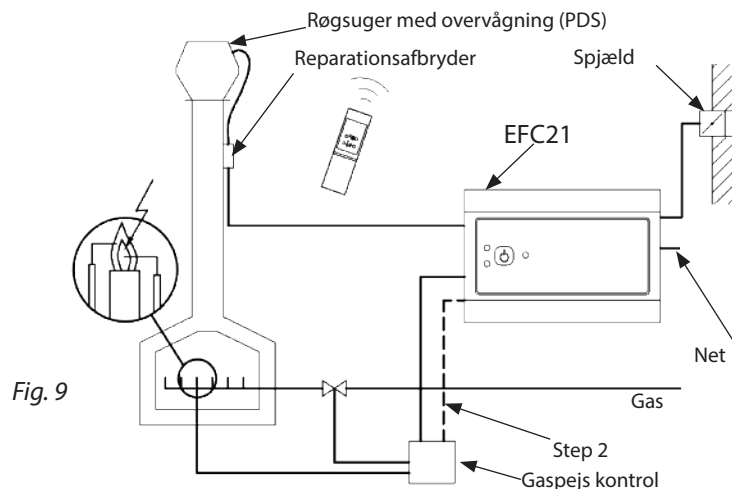 Røgsuger med overvågning (PDS)
Reparationsafbryder
Spjæld
EFC21
Net
Fig. 9
Gas
Step 2
Gaspejs kontrol